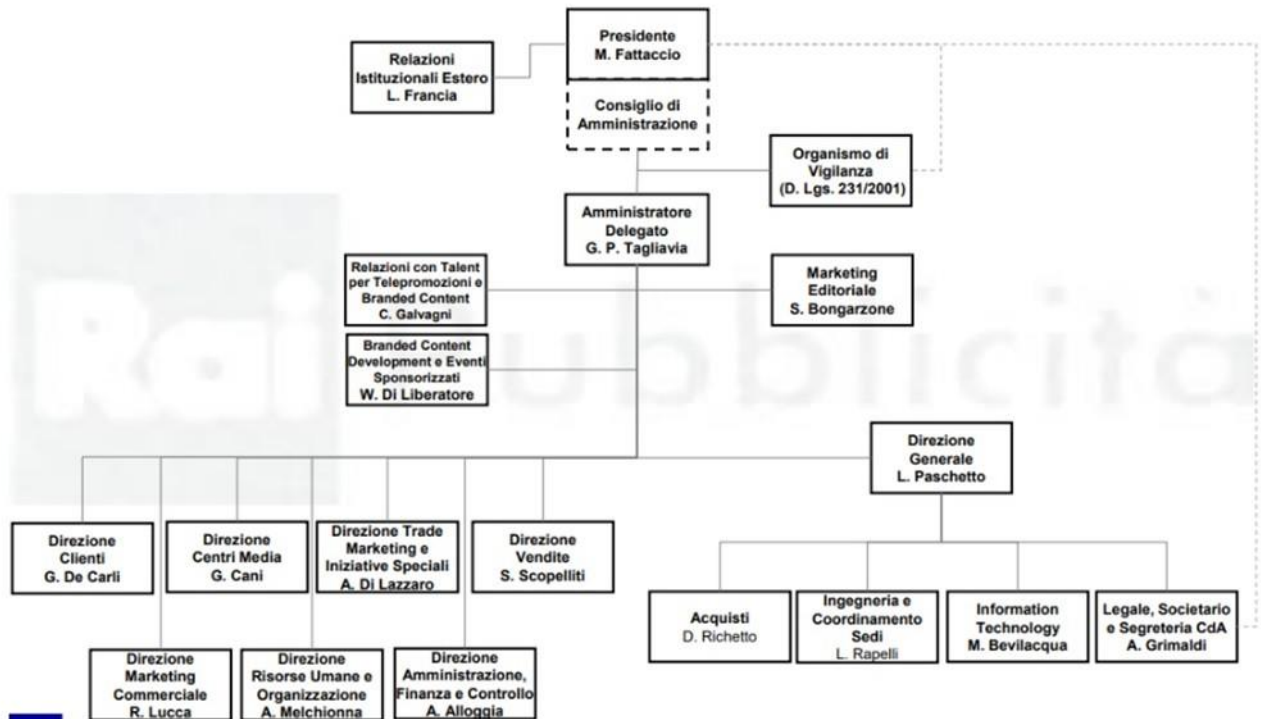 Presidente
M. Fattaccio
Relazioni
Istituzionali Estero
L. Francia
Consiglio di
Amministrazione
Organismo di
Vigilanza
(D. Lgs. 231/2001)
Amministratore
Delegato
G. P. Tagliavia
Relazioni con Talent
per Telepromozioni e
Branded Content
C. Galvagni
Marketing
Editoriale
S. Bongarzone
Branded Content
Development e Eventi
Sponsorizzati
W. Di Liberatore
Rai Pubblicità
Direzione
Generale
L. Paschetto
Direzione
Clienti
G. De Carli
Direzione
Centri Media
G. Cani
Direzione Trade
Marketing e
Iniziative Speciali
A. Di Lazzaro
Direzione
Vendite
S. Scopelliti
Acquisti
D. Richetto
Ingegneria e
Coordinamento
Sedi
L. Rapelli
Information
Technology
M. Bevilacqua
Legale, Societario
e Segreteria CdA
A. Grimaldi
Direzione
Marketing
Commerciale
R. Lucca
Direzione
Risorse Umane e
Organizzazione
A. Melchionna
Direzione
Amministrazione,
Finanza e Controllo
A. Alloggia